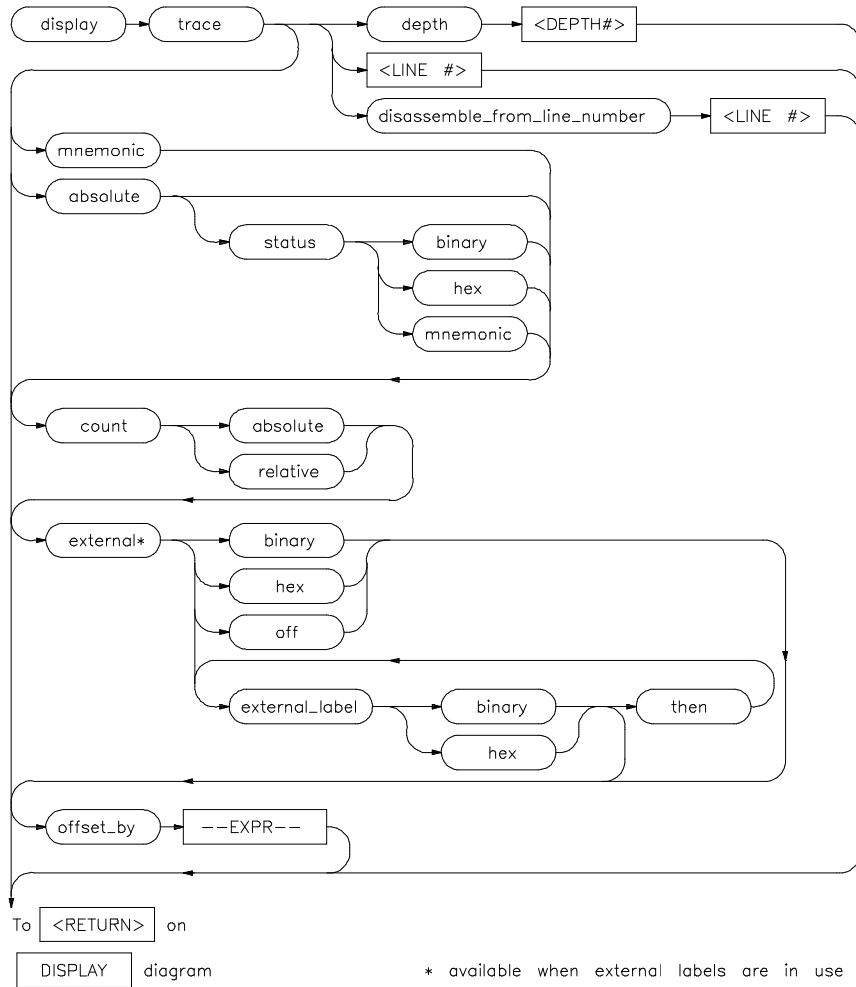 display trace depth <DEPTH#>
<LINE #>
disassemble_from_line_number <LINE #>
mnemonic
absolute
status binary
hex
mnemonic
count absolute
relative
external* binary
hex
off
external_label binary then
hex
offset_by --EXPR--
To <RETURN> on
DISPLAY diagram * available when external labels are in use